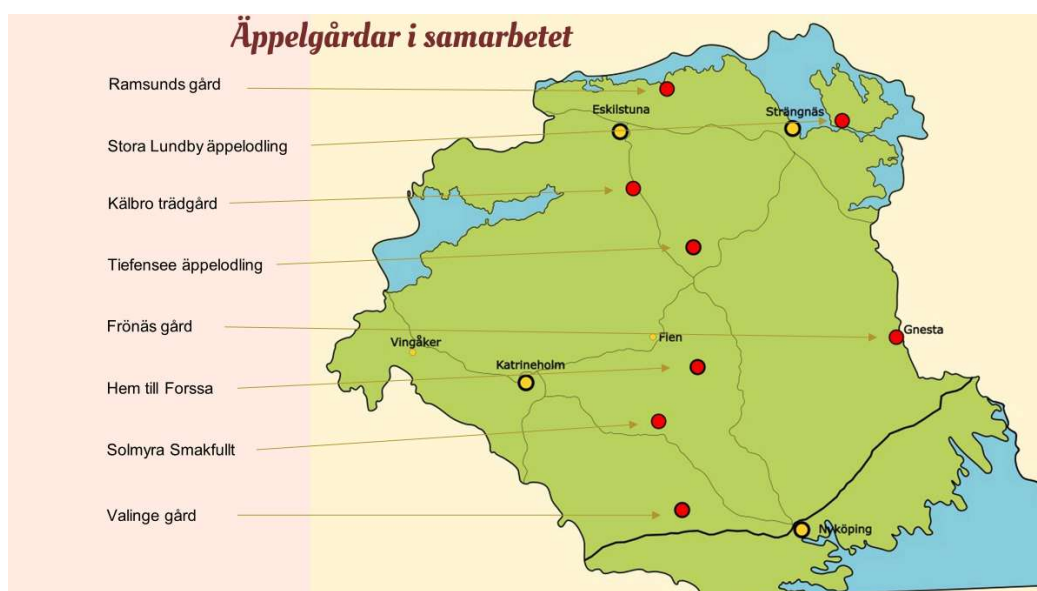 Äppelgårdar i samarbetet
Ramsunds gård
Eskilstuna
Strängnäs
Stora Lundby äppelodling
Kälbro trädgård
Tiefensee äppelodling
Frönäs gård
Gnesta
Vingåker
Flen
Katrineholm
Hem till Forssa
Solmyra Smakfullt
Valinge gård
Nyköping